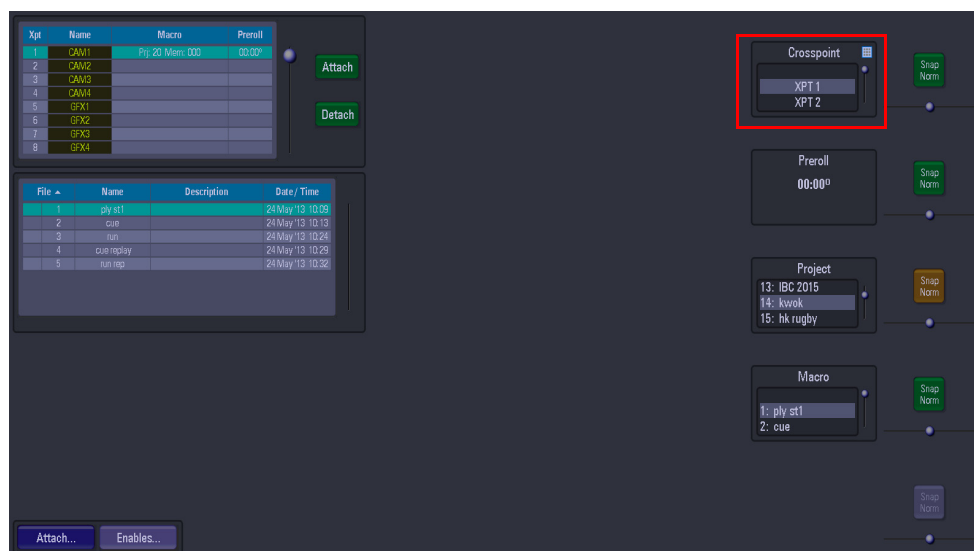 Xpt Name Macro Preroll
1 CAM1 Prj: 20 Mem: 000 00:00⁰
2 CAM2
3 CAM3
4 CAM4
5 GFX1
6 GFX2
7 GFX3
8 GFX4
Attach
Detach
File Name Description Date / Time
1 ply st1 24 May '13 10:09
2 cue 24 May '13 10:13
3 run 24 May '13 10:24
4 cue replay 24 May '13 10:29
5 run rep 24 May '13 10:32
Attach...
Enables...
Crosspoint
XPT 1
XPT 2
Snap
Norm
Preroll
00:00⁰
Snap
Norm
Project
13: IBC 2015
14: kwok
15: hk rugby
Snap
Norm
Macro
1: ply st1
2: cue
Snap
Norm
Snap
Norm